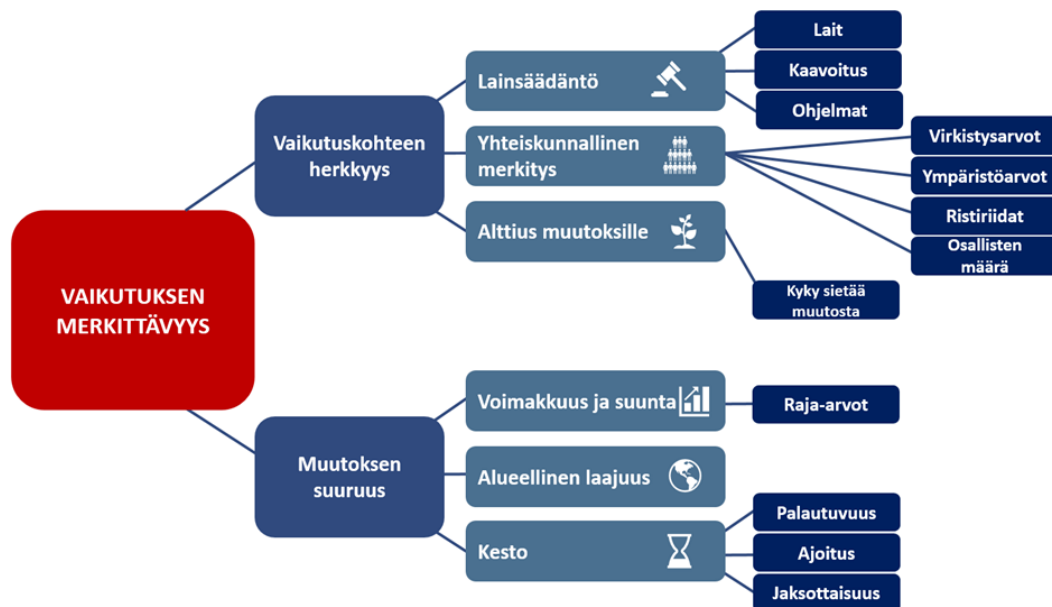 VAIKUTUKSEN
MERKITTÄVYYS
Vaikutuskohteen
herkkyys
Lainsäädäntö
Lait
Kaavoitus
Ohjelmat
Yhteiskunnallinen
merkitys
Virkistysarvot
Ympäristöarvot
Ristiriidat
Osallisten
määrä
Alttius muutoksille
Kyky sietää
muutosta
Muutoksen
suuruus
Voimakkuus ja suunta
Raja-arvot
Alueellinen laajuus
Kesto
Palautuvuus
Ajoitus
Jaksottaisuus